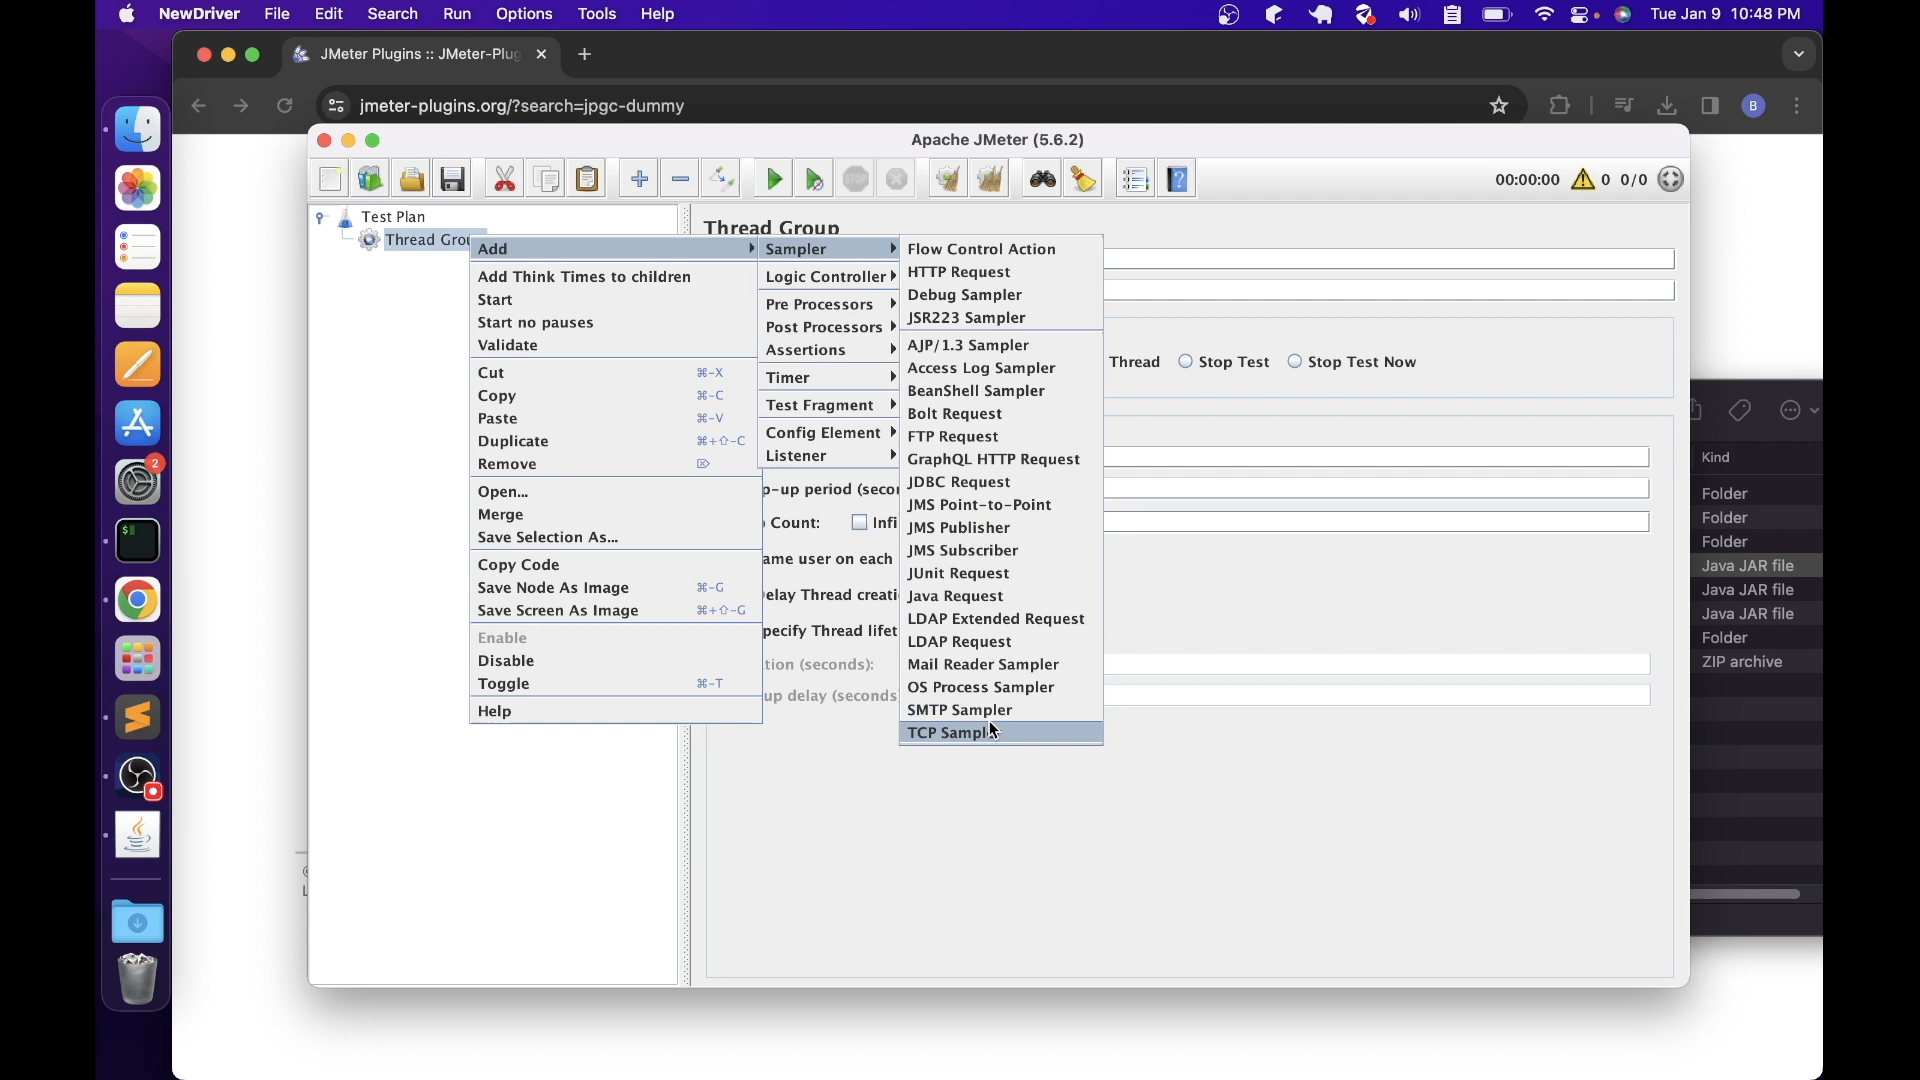 NewDriver File Edit Search Run Options Tools Help
Tue Jan 9 10:48 PM
JMeter Plugins :: JMeter-Plug
jmeter-plugins.org/?search=jpgc-dummy
B
Apache JMeter (5.6.2)
STOP
00:00:00 0 0/0
Test Plan
Thread Grou
Thread Group
Add
Add Think Times to children
Start
Start no pauses
Validate
Cut ⌘-X
Copy ⌘-C
Paste ⌘-V
Duplicate ⌘+⇧-C
Remove ⌦
Open...
Merge
Save Selection As...
Copy Code
Save Node As Image ⌘-G
Save Screen As Image ⌘+⇧-G
Enable
Disable
Toggle ⌘-T
Help
Sampler
Logic Controller
Pre Processors
Post Processors
Assertions
Timer
Test Fragment
Config Element
Listener
Flow Control Action
HTTP Request
Debug Sampler
JSR223 Sampler
AJP/1.3 Sampler
Access Log Sampler
BeanShell Sampler
Bolt Request
FTP Request
GraphQL HTTP Request
JDBC Request
JMS Point-to-Point
JMS Publisher
JMS Subscriber
JUnit Request
Java Request
LDAP Extended Request
LDAP Request
Mail Reader Sampler
OS Process Sampler
SMTP Sampler
TCP Sampl
Thread Stop Test Stop Test Now
p-up period (secon
Count: Infi
ame user on each
elay Thread creati
pecify Thread lifet
tion (seconds):
up delay (seconds
Kind
Folder
Folder
Folder
Java JAR file
Java JAR file
Java JAR file
Folder
ZIP archive
2
$